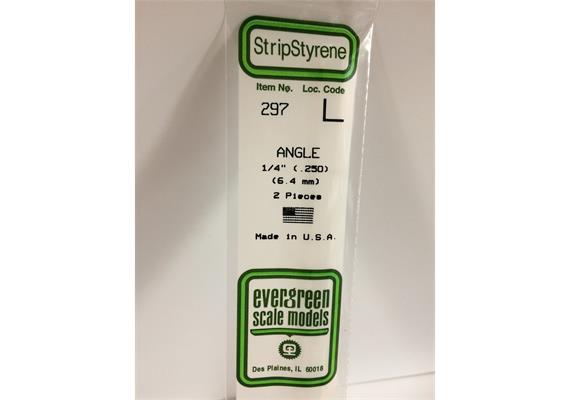 StripStyrene
Item No. Loc. Code
297
ANGLE
1/4" (.250)
(6.4 mm)
2 Pieces
Made in U.S.A.
evergreen
scale models
Des Plaines, IL 60018